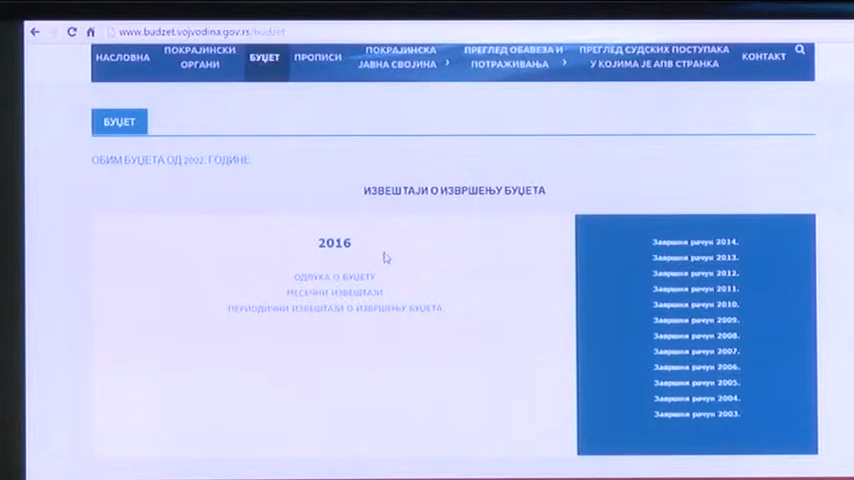 www.budzet.vojvodina.gov.rs/budzet
НАСЛОВНА
ПОКРАЈИНСКИ
ОРГАНИ
БУЏЕТ
ПРОПИСИ
ПОКРАЈИНСКА
ЈАВНА СВОЈИНА
ПРЕГЛЕД ОБАВЕЗА И
ПОТРАЖИВАЊА
ПРЕГЛЕД СУДСКИХ ПОСТУПАКА
У КОЈИМА ЈЕ АПВ СТРАНКА
КОНТАКТ
БУЏЕТ
ОБИМ БУЏЕТА ОД 2002. ГОДИНЕ
ИЗВЕШТАЈИ О ИЗВРШЕЊУ БУЏЕТА
2016
ОДЛУКА О БУЏЕТУ
МЕСЕЧНИ ИЗВЕШТАЈИ
ПЕРИОДИЧНИ ИЗВЕШТАЈИ О ИЗВРШЕЊУ БУЏЕТА
Завршни рачун 2014.
Завршни рачун 2013.
Завршни рачун 2012.
Завршни рачун 2011.
Завршни рачун 2010.
Завршни рачун 2009.
Завршни рачун 2008.
Завршни рачун 2007.
Завршни рачун 2006.
Завршни рачун 2005.
Завршни рачун 2004.
Завршни рачун 2003.